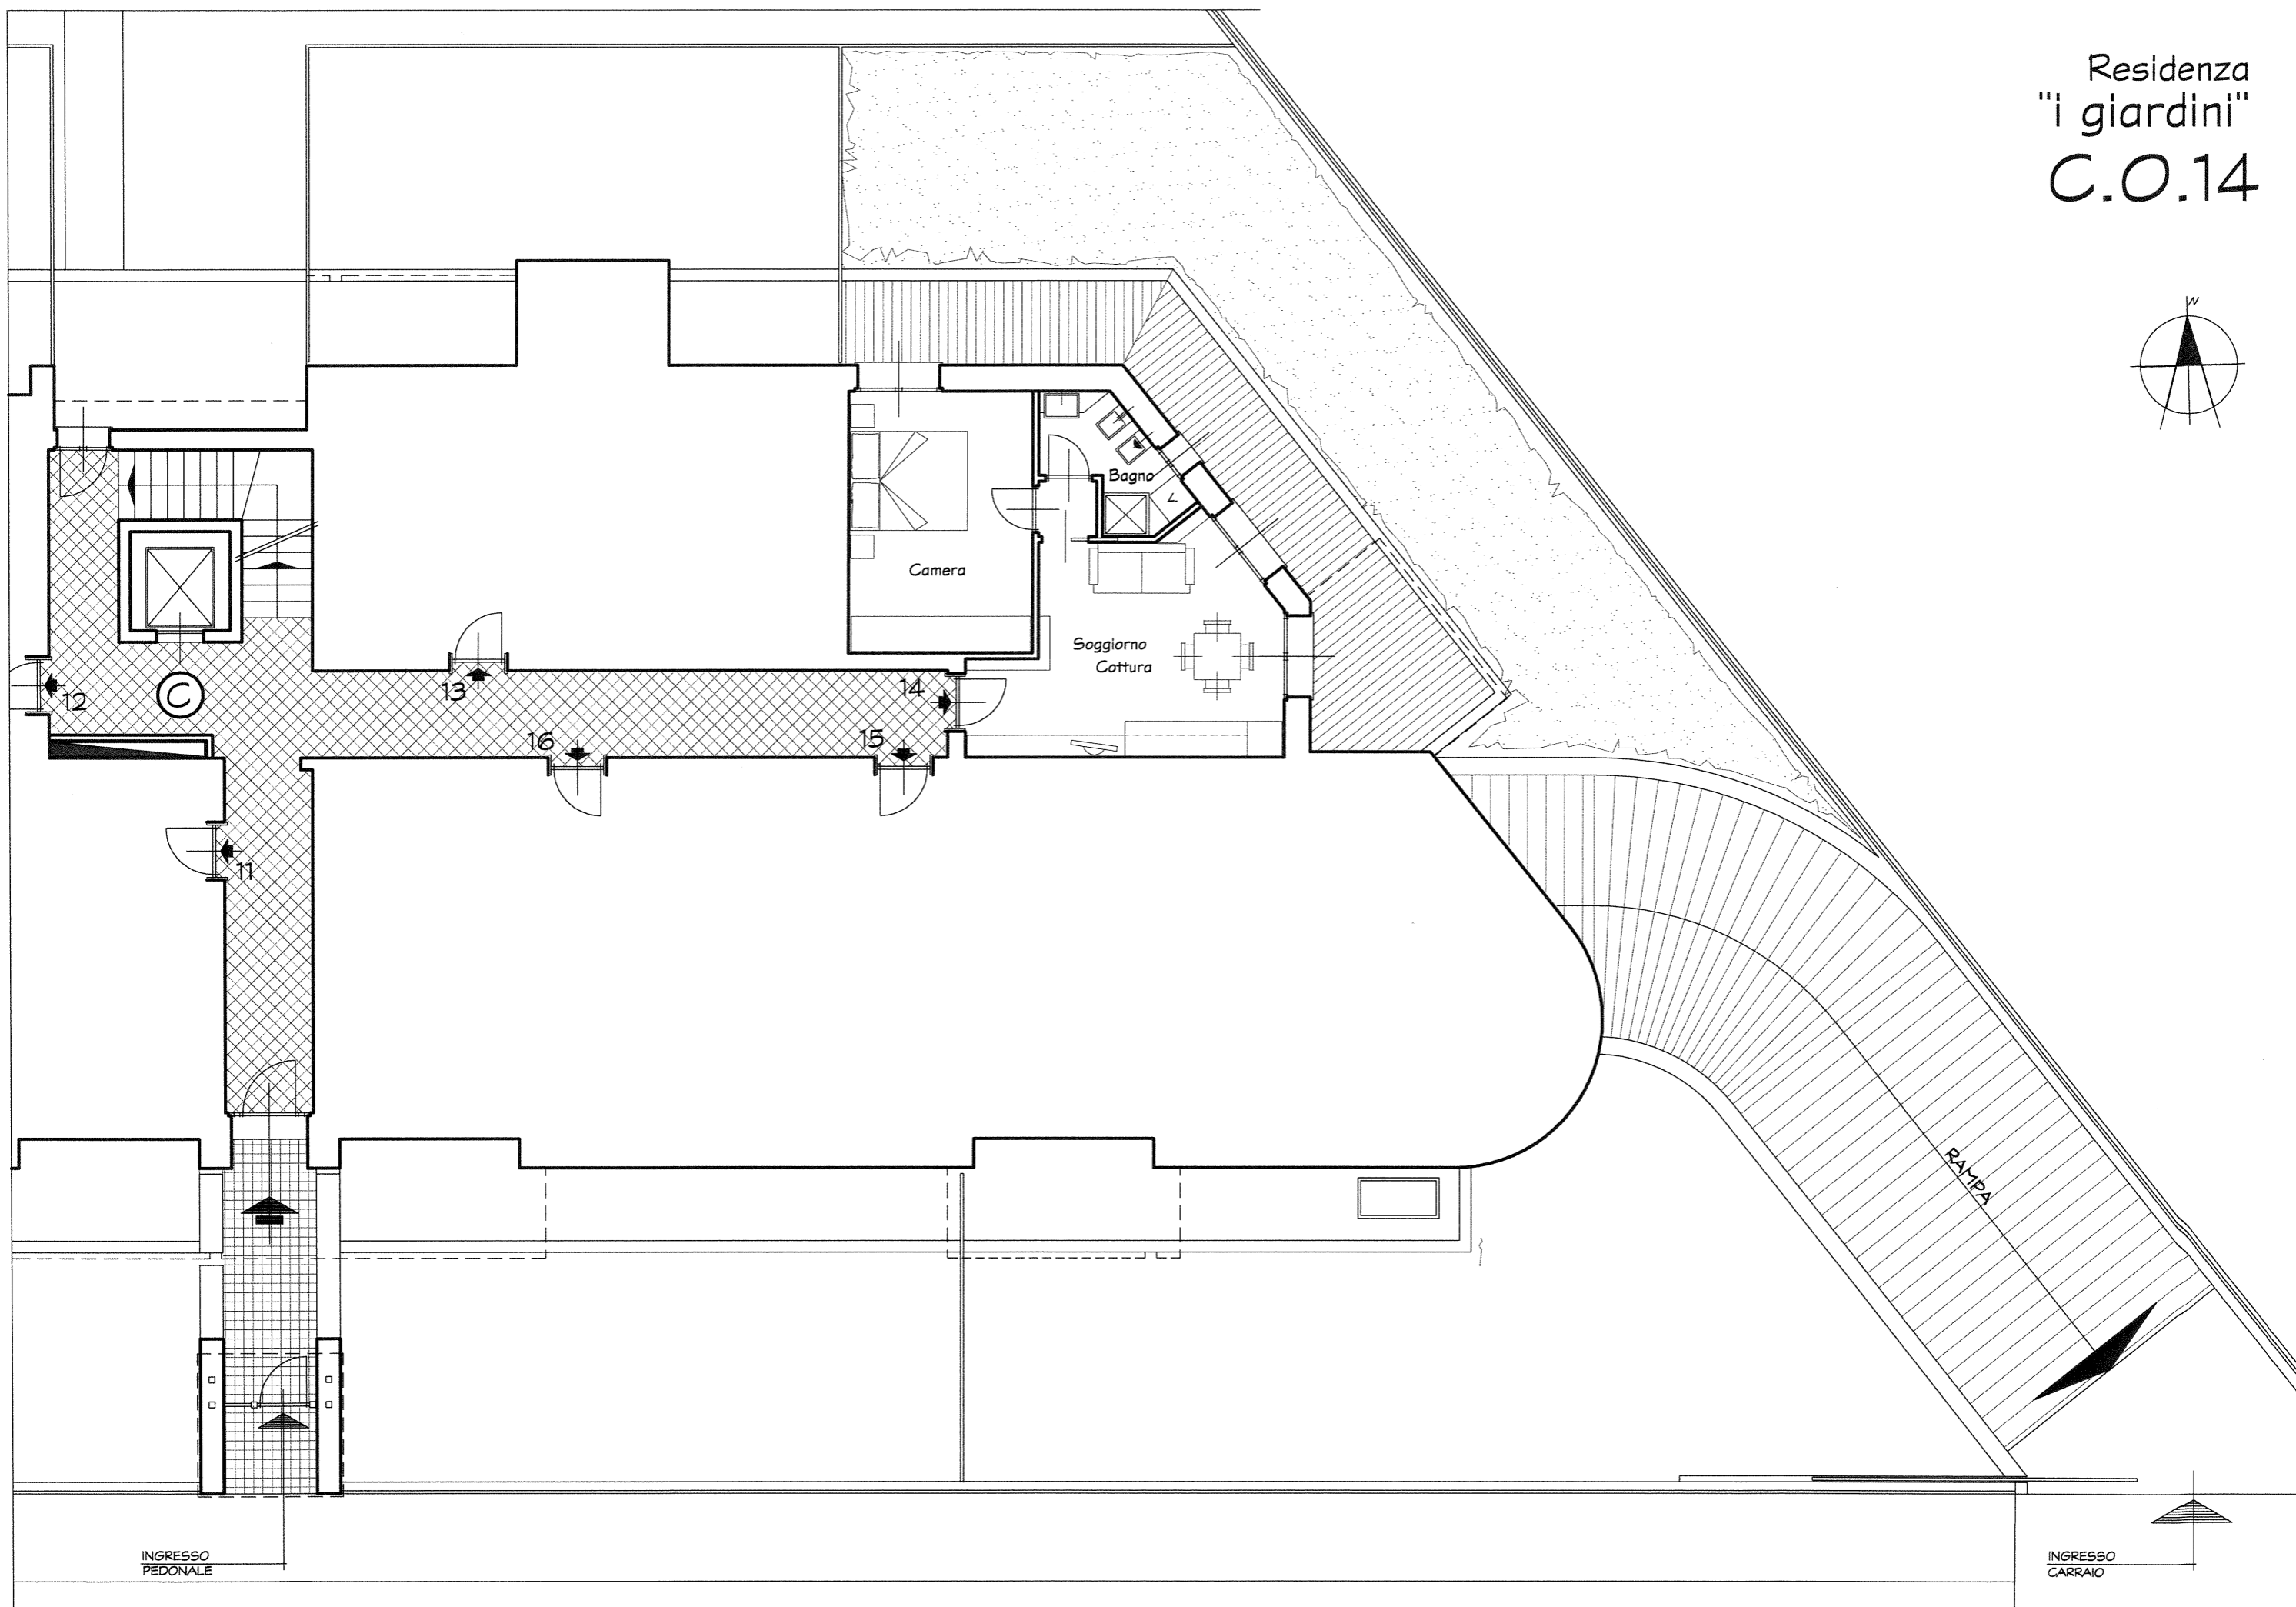 Residenza
"i giardini"
C.O.14
N
Bagno
Camera
Soggiorno
Cottura
12
C
13
14
16
15
11
RAMPA
INGRESSO
PEDONALE
INGRESSO
CARRAIO